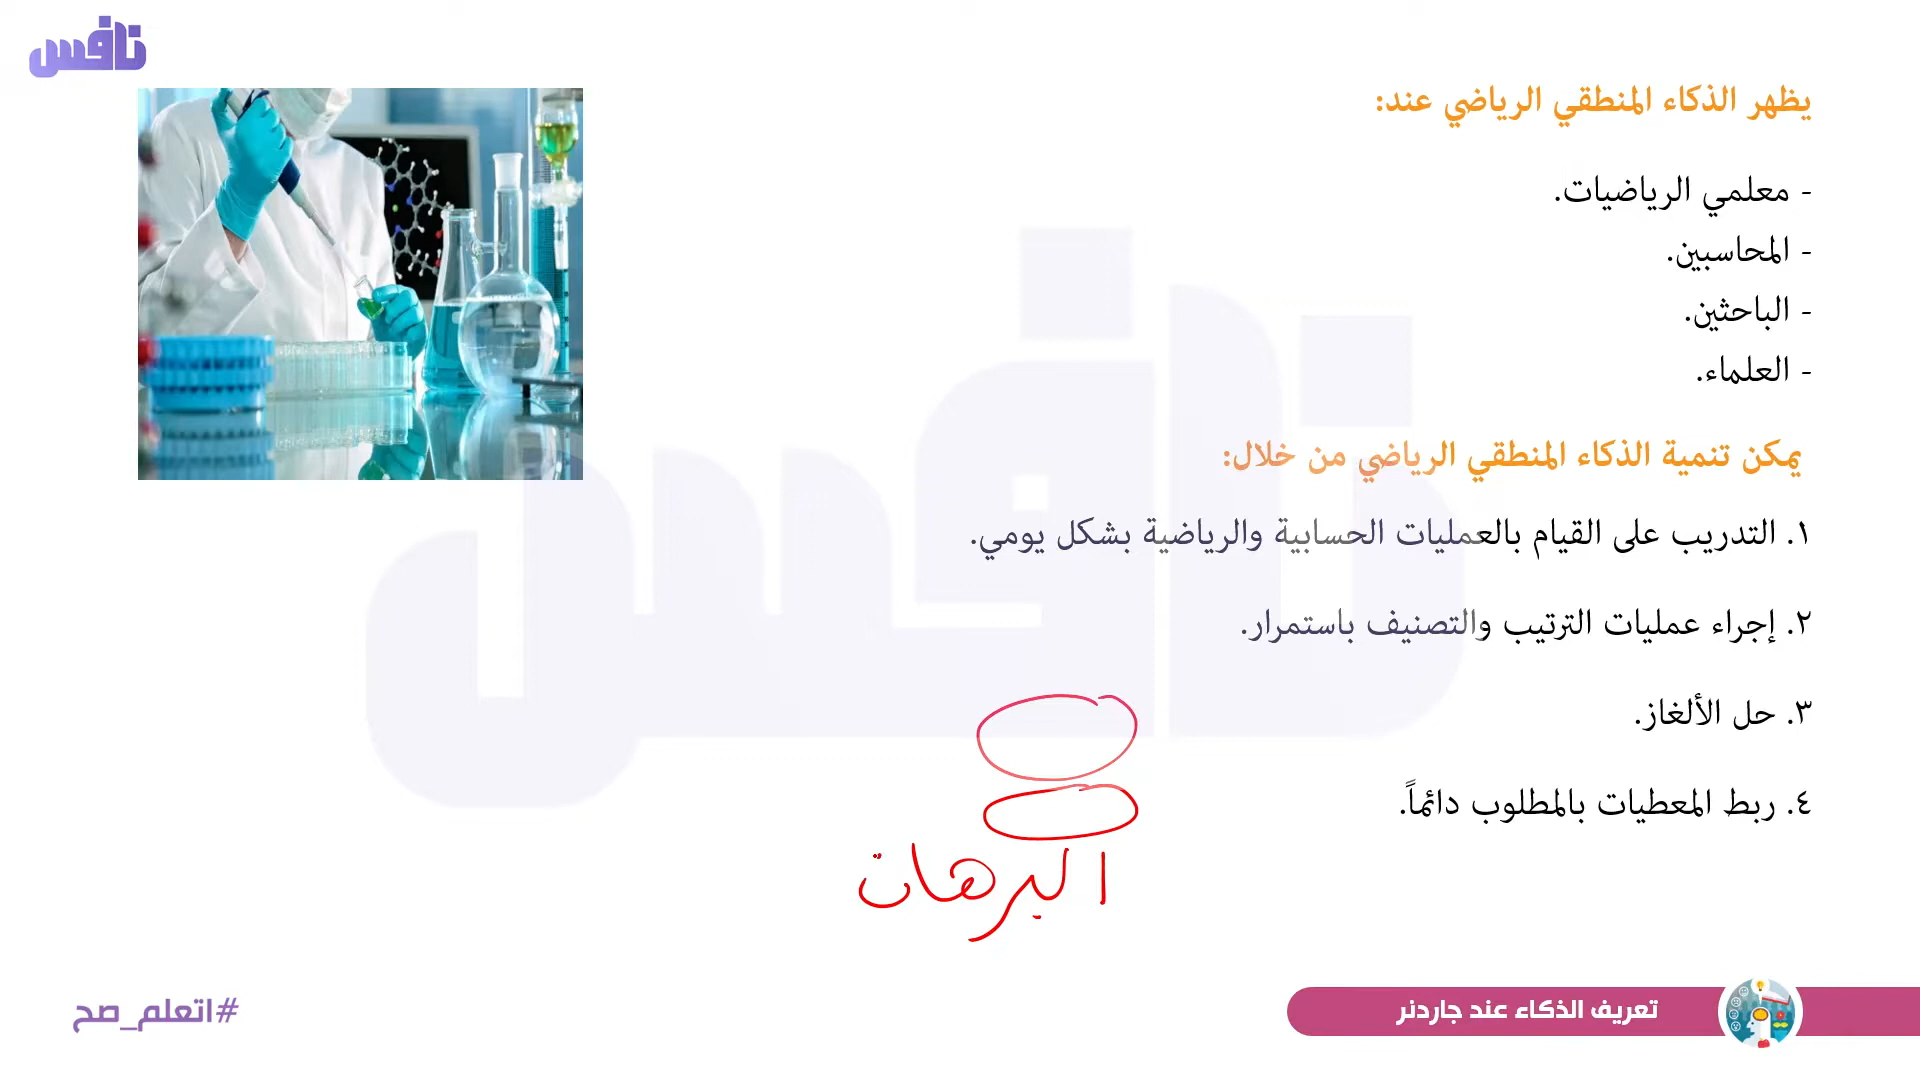 نافس
يظهر الذكاء المنطقي الرياضي عند:
- معلمي الرياضيات.
- المحاسبين.
- الباحثين.
- العلماء.
يمكن تنمية الذكاء المنطقي الرياضي من خلال:
١. التدريب على القيام بالعمليات الحسابية والرياضية بشكل يومي.
٢. إجراء عمليات الترتيب والتصنيف باستمرار.
٣. حل الألغاز.
٤. ربط المعطيات بالمطلوب دائماً.
البرهان
تعريف الذكاء عند جاردنر
#اتعلم_صح